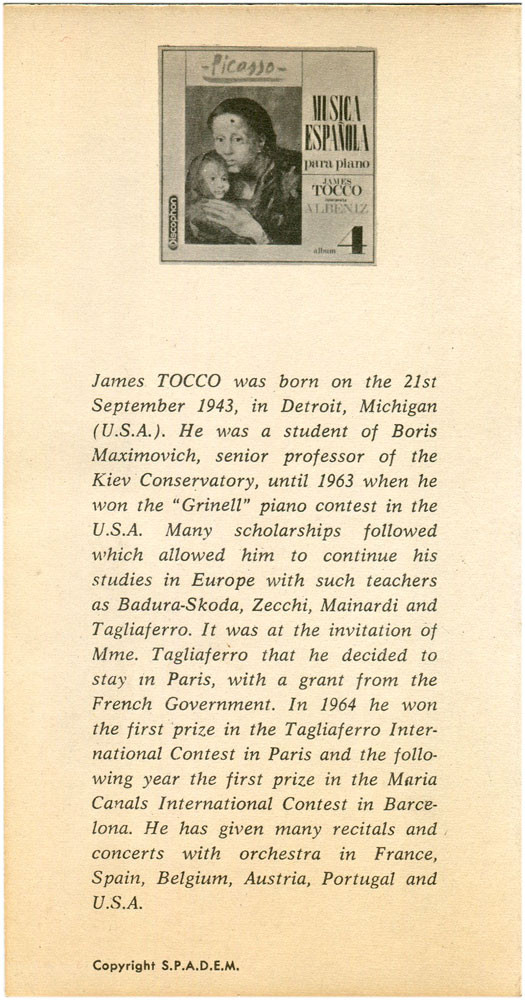 -Picasso-
MUSICA
ESPAÑOLA
para piano
JAMES
TOCCO
interpreta
ALBENIZ
Discophon
album 4
James TOCCO was born on the 21st
September 1943, in Detroit, Michigan
(U.S.A.). He was a student of Boris
Maximovich, senior professor of the
Kiev Conservatory, until 1963 when he
won the “Grinell” piano contest in the
U.S.A. Many scholarships followed
which allowed him to continue his
studies in Europe with such teachers
as Badura-Skoda, Zecchi, Mainardi and
Tagliaferro. It was at the invitation of
Mme. Tagliaferro that he decided to
stay in Paris, with a grant from the
French Government. In 1964 he won
the first prize in the Tagliaferro Inter-
national Contest in Paris and the follo-
wing year the first prize in the Maria
Canals International Contest in Barce-
lona. He has given many recitals and
concerts with orchestra in France,
Spain, Belgium, Austria, Portugal and
U.S.A.
Copyright S.P.A.D.E.M.